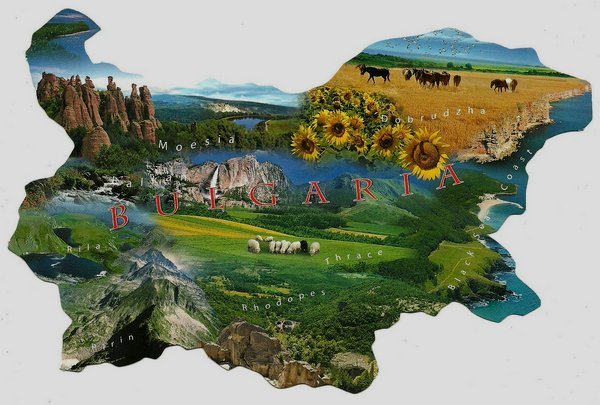 Moesia
Dobrudzha
BULGARIA
Rila
Thrace
Black Sea Coast
Rhodopes
Pirin